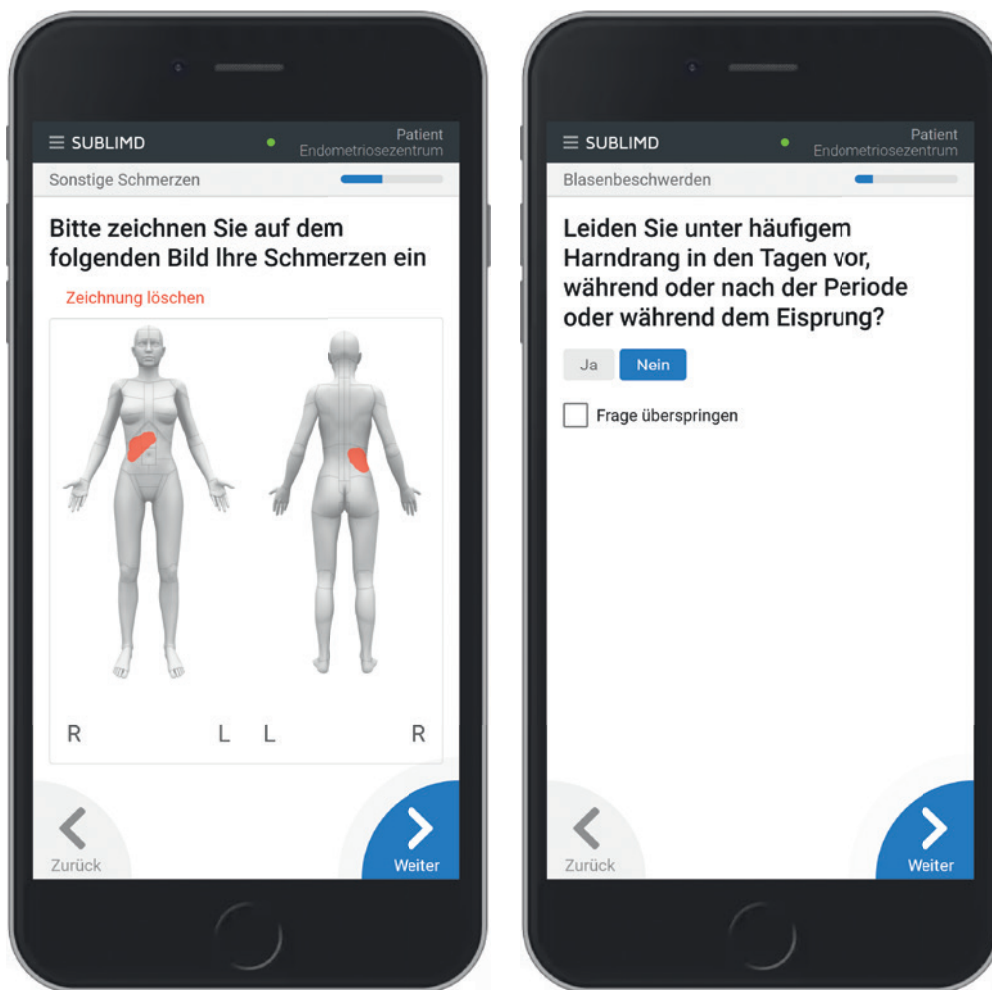 SUBLIMD
Patient
Endometriosezentrum
Sonstige Schmerzen
Bitte zeichnen Sie auf dem
folgenden Bild Ihre Schmerzen ein
Zeichnung löschen
R L L R
Zurück
Weiter
SUBLIMD
Patient
Endometriosezentrum
Blasenbeschwerden
Leiden Sie unter häufigem
Harndrang in den Tagen vor,
während oder nach der Periode
oder während dem Eisprung?
Ja Nein
Frage überspringen
Zurück
Weiter